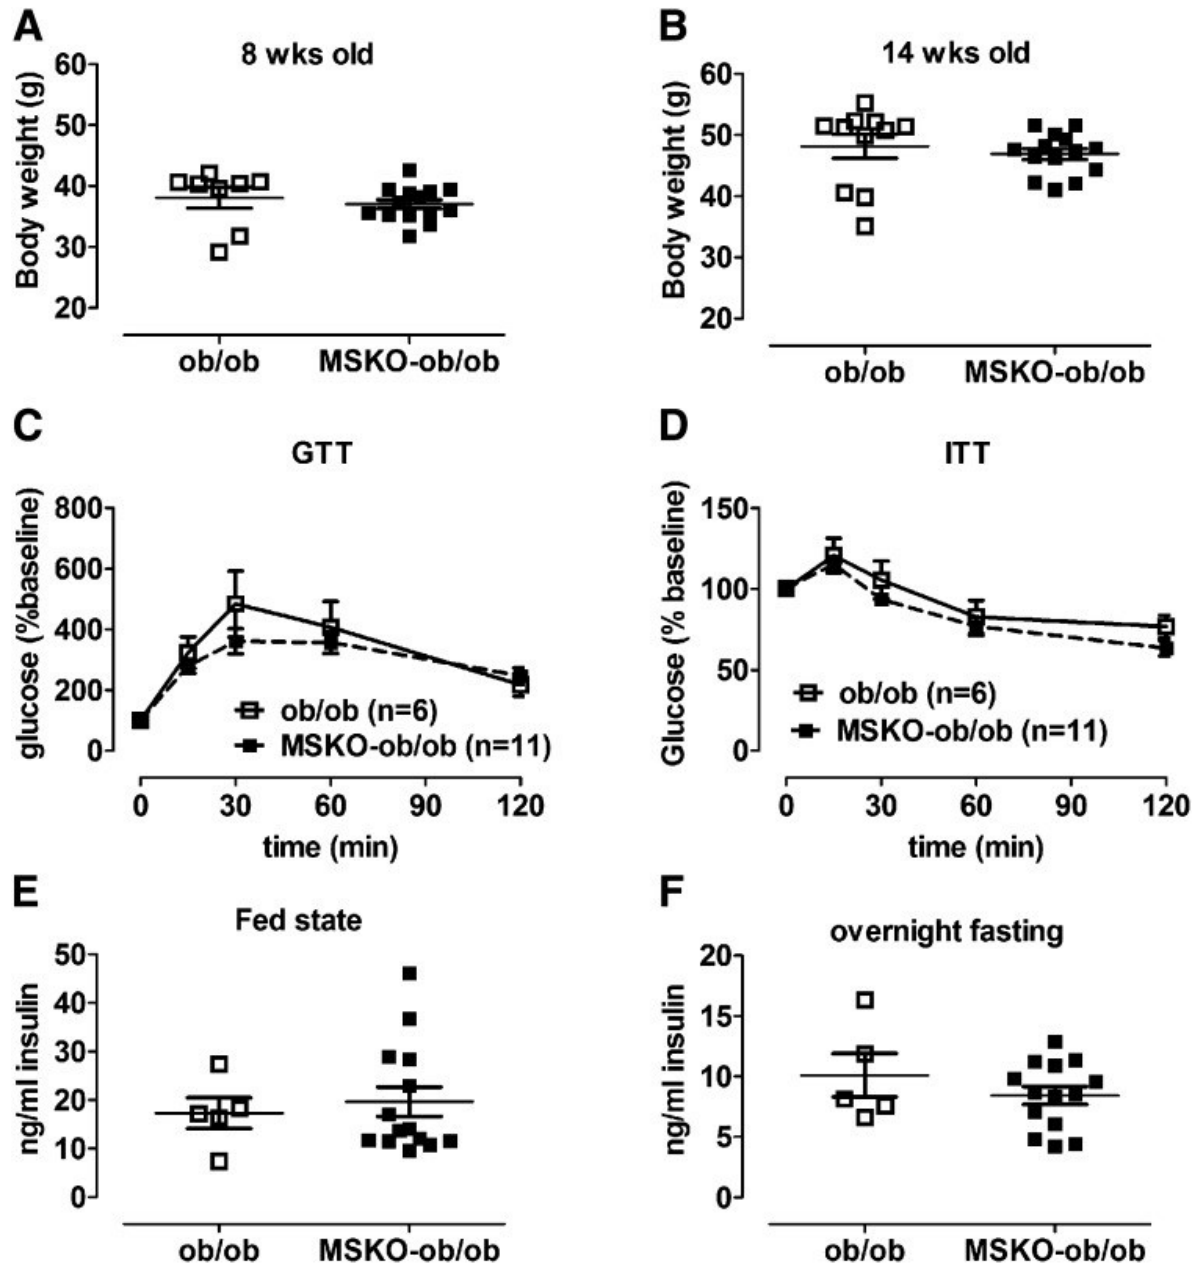 A
8 wks old
Body weight (g)
60
50
40
30
20
ob/ob MSKO-ob/ob
B
14 wks old
Body weight (g)
60
50
40
30
20
ob/ob MSKO-ob/ob
C
GTT
glucose (%baseline)
800
600
400
200
0
ob/ob (n=6)
MSKO-ob/ob (n=11)
0 30 60 90 120
time (min)
D
ITT
Glucose (% baseline)
150
100
50
0
ob/ob (n=6)
MSKO-ob/ob (n=11)
0 30 60 90 120
time (min)
E
Fed state
ng/ml insulin
50
40
30
20
10
0
ob/ob MSKO-ob/ob
F
overnight fasting
ng/ml insulin
20
15
10
5
0
ob/ob MSKO-ob/ob